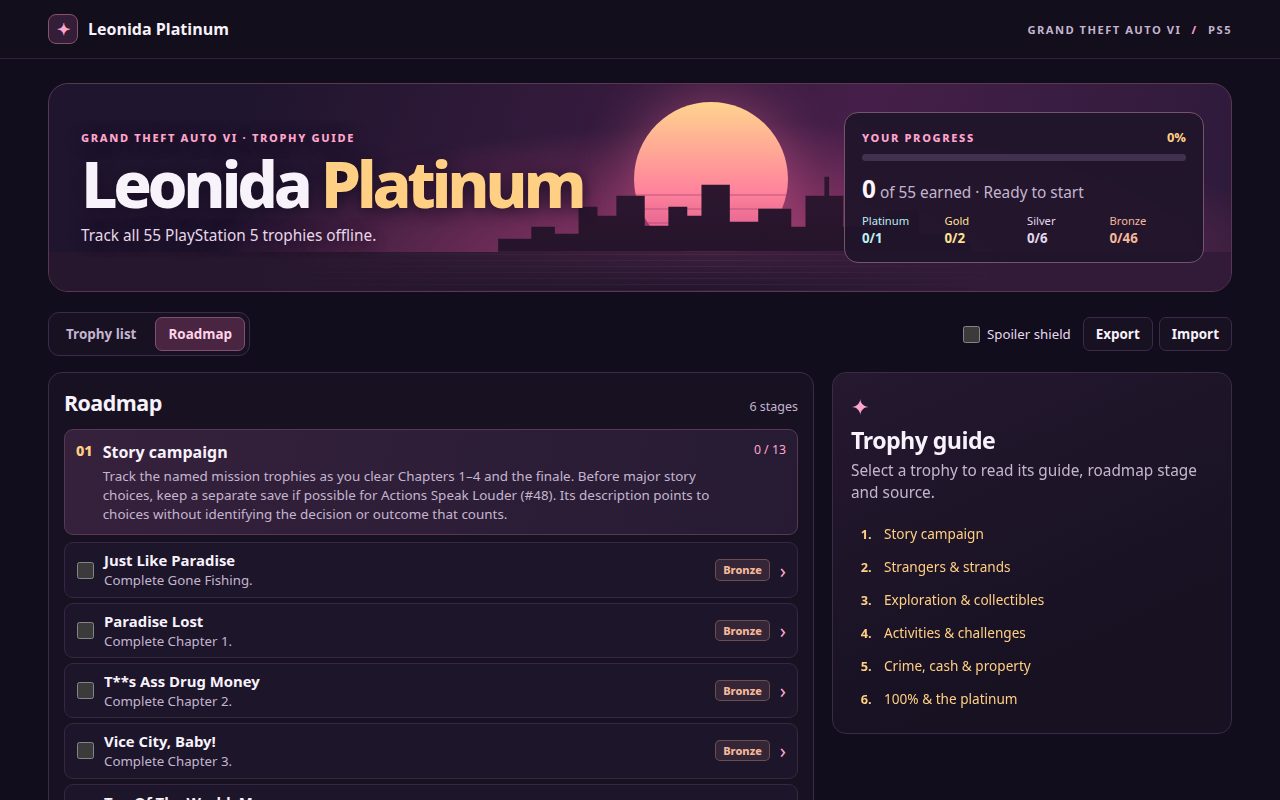 ✦ Leonida Platinum
GRAND THEFT AUTO VI / PS5
GRAND THEFT AUTO VI · TROPHY GUIDE
Leonida Platinum
Track all 55 PlayStation 5 trophies offline.
YOUR PROGRESS 0%
0 of 55 earned · Ready to start
Platinum Gold Silver Bronze
0/1 0/2 0/6 0/46
Trophy list Roadmap
Spoiler shield Export Import
Roadmap 6 stages
01 Story campaign 0 / 13
Track the named mission trophies as you clear Chapters 1–4 and the finale. Before major story
choices, keep a separate save if possible for Actions Speak Louder (#48). Its description points to
choices without identifying the decision or outcome that counts.
Just Like Paradise
Complete Gone Fishing.
Bronze ›
Paradise Lost
Complete Chapter 1.
Bronze ›
T**s Ass Drug Money
Complete Chapter 2.
Bronze ›
Vice City, Baby!
Complete Chapter 3.
Bronze ›
✦
Trophy guide
Select a trophy to read its guide, roadmap stage
and source.
1. Story campaign
2. Strangers & strands
3. Exploration & collectibles
4. Activities & challenges
5. Crime, cash & property
6. 100% & the platinum